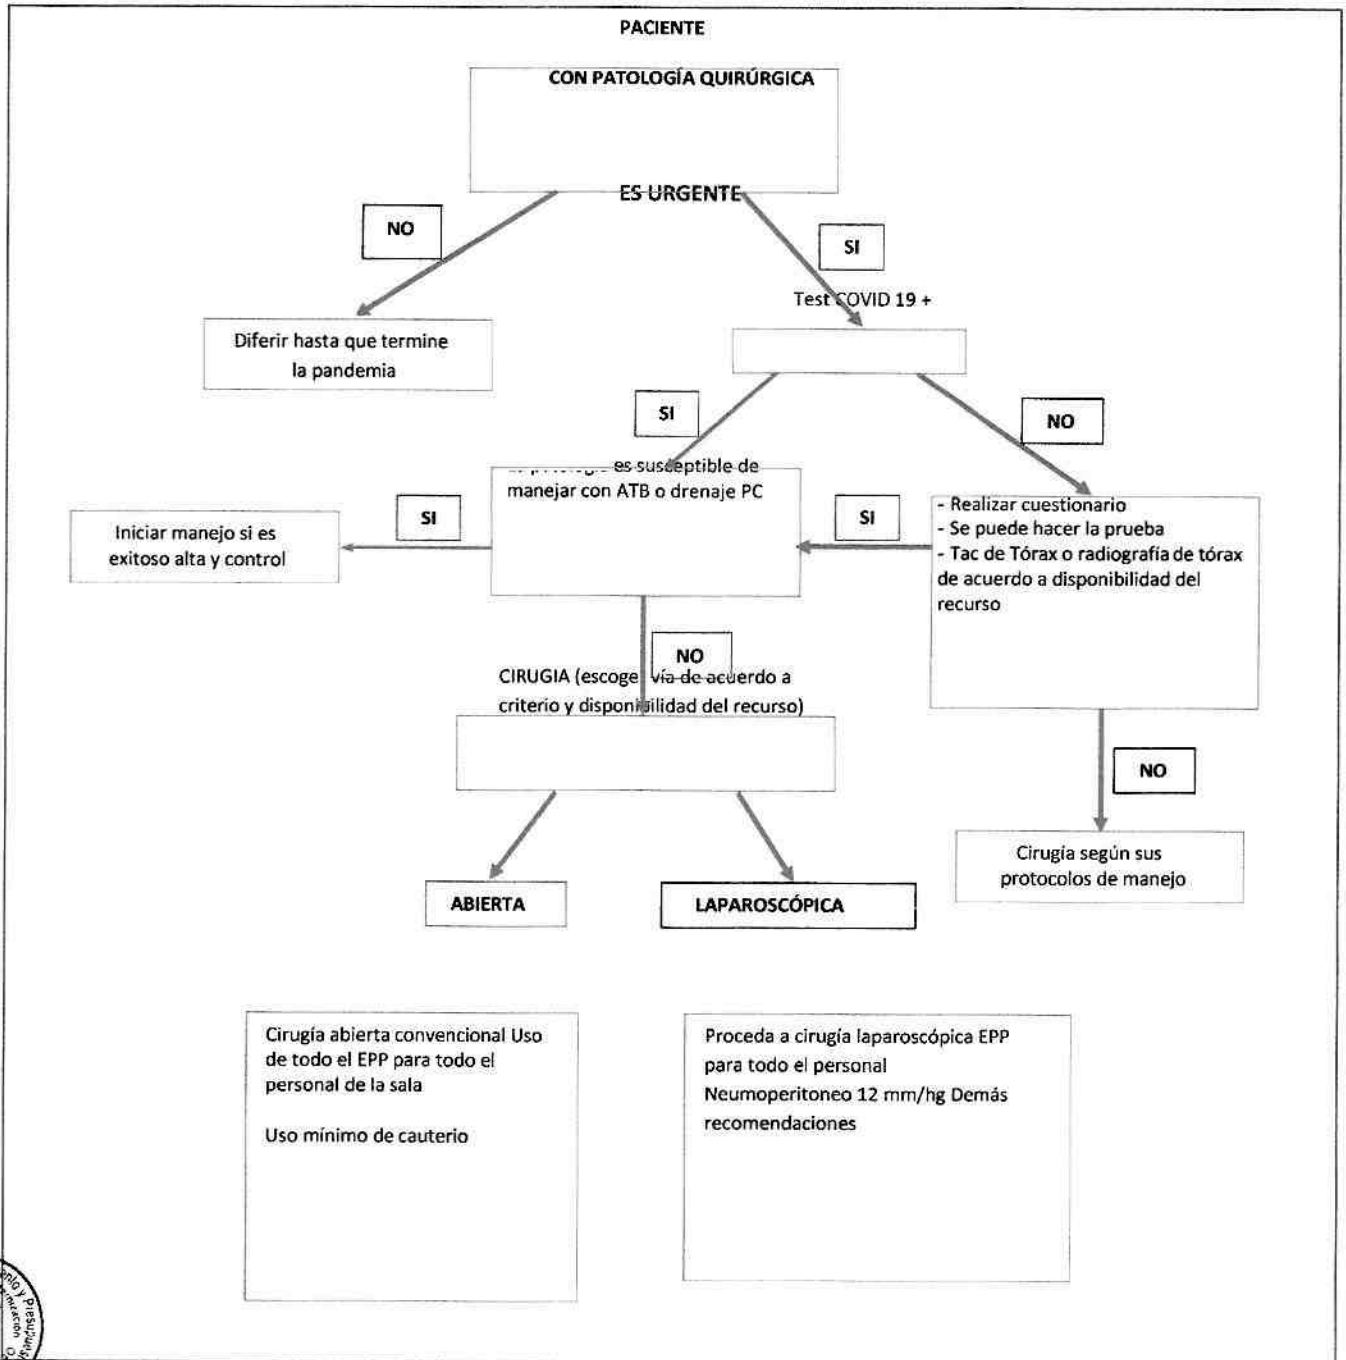 PACIENTE
CON PATOLOGÍA QUIRÚRGICA
ES URGENTE
NO
SI
Test COVID 19 +
Diferir hasta que termine
la pandemia
SI
NO
es susceptible de
manejar con ATB o drenaje PC
SI
SI
Iniciar manejo si es
exitoso alta y control
- Realizar cuestionario
- Se puede hacer la prueba
- Tac de Tórax o radiografía de tórax
de acuerdo a disponibilidad del
recurso
NO
CIRUGIA (escoge vía de acuerdo a
criterio y disponibilidad del recurso)
NO
Cirugía según sus
protocolos de manejo
ABIERTA
LAPAROSCÓPICA
Cirugía abierta convencional Uso
de todo el EPP para todo el
personal de la sala
Uso mínimo de cauterio
Proceda a cirugía laparoscópica EPP
para todo el personal
Neumoperitoneo 12 mm/hg Demás
recomendaciones